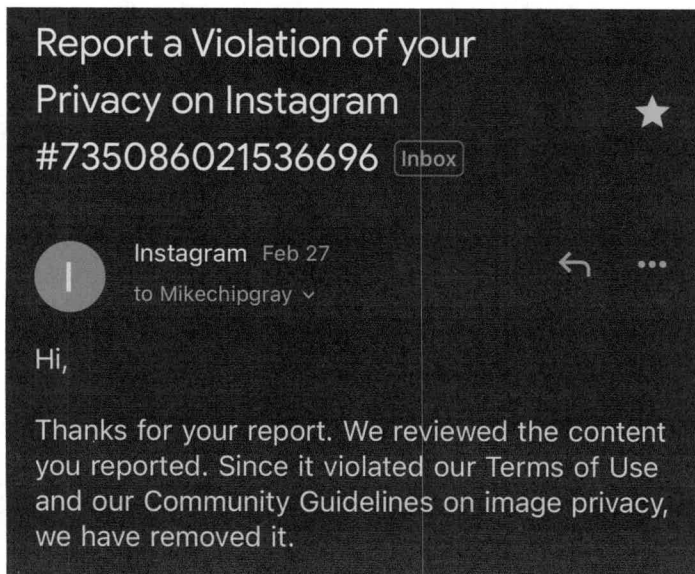 Report a Violation of your
Privacy on Instagram
#735086021536696 Inbox
I
Instagram Feb 27
to Mikechipgray
Hi,
Thanks for your report. We reviewed the content
you reported. Since it violated our Terms of Use
and our Community Guidelines on image privacy,
we have removed it.